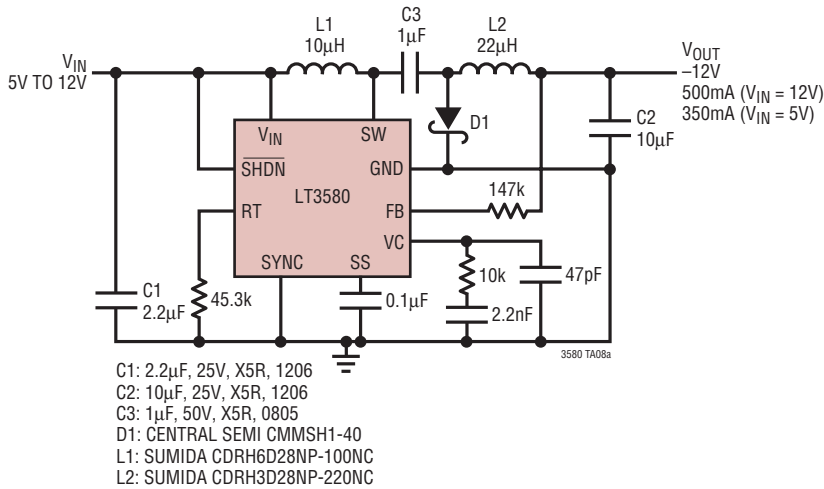 L1
10µH
C3
1µF
L2
22µH
VIN
5V TO 12V
VOUT
–12V
500mA (VIN = 12V)
350mA (VIN = 5V)
D1
C2
10µF
VIN
SW
SHDN
GND
LT3580
147k
RT
FB
VC
SYNC
SS
C1
2.2µF
45.3k
0.1µF
10k
47pF
2.2nF
3580 TA08a
C1: 2.2µF, 25V, X5R, 1206
C2: 10µF, 25V, X5R, 1206
C3: 1µF, 50V, X5R, 0805
D1: CENTRAL SEMI CMMSH1-40
L1: SUMIDA CDRH6D28NP-100NC
L2: SUMIDA CDRH3D28NP-220NC